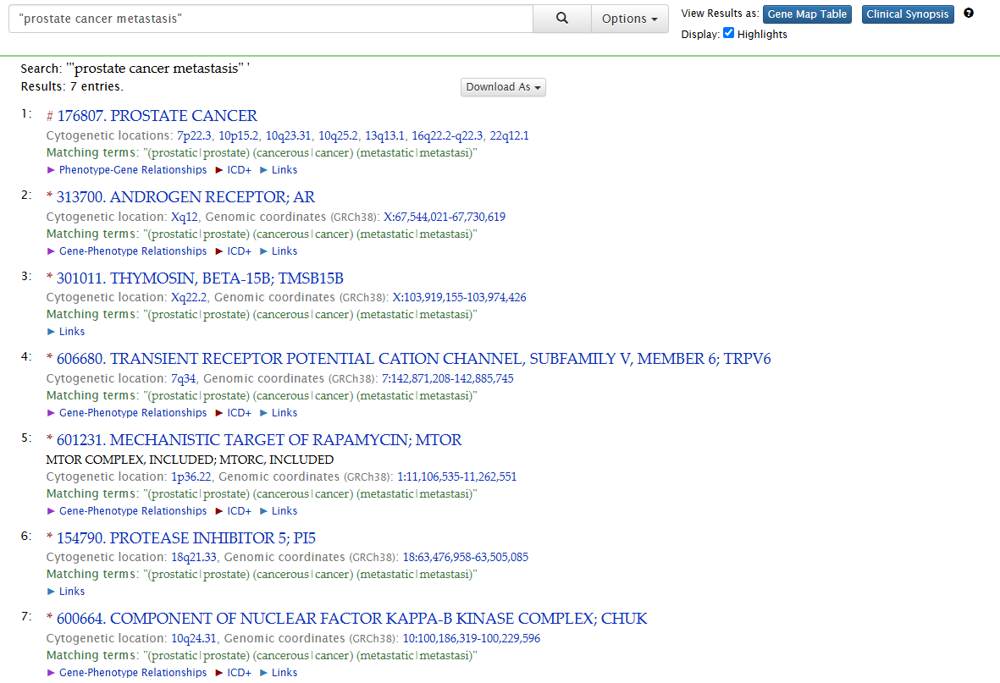 "prostate cancer metastasis"
Options
View Results as: Gene Map Table Clinical Synopsis ?
Display: Highlights
Search: '"prostate cancer metastasis" '
Results: 7 entries.
Download As
1: # 176807. PROSTATE CANCER
Cytogenetic locations: 7p22.3, 10p15.2, 10q23.31, 10q25.2, 13q13.1, 16q22.2-q22.3, 22q12.1
Matching terms: "(prostatic|prostate) (cancerous|cancer) (metastatic|metastasi)"
► Phenotype-Gene Relationships ► ICD+ ► Links
2: * 313700. ANDROGEN RECEPTOR; AR
Cytogenetic location: Xq12, Genomic coordinates (GRCh38): X:67,544,021-67,730,619
Matching terms: "(prostatic|prostate) (cancerous|cancer) (metastatic|metastasi)"
► Gene-Phenotype Relationships ► ICD+ ► Links
3: * 301011. THYMOSIN, BETA-15B; TMSB15B
Cytogenetic location: Xq22.2, Genomic coordinates (GRCh38): X:103,919,155-103,974,426
Matching terms: "(prostatic|prostate) (cancerous|cancer) (metastatic|metastasi)"
► Links
4: * 606680. TRANSIENT RECEPTOR POTENTIAL CATION CHANNEL, SUBFAMILY V, MEMBER 6; TRPV6
Cytogenetic location: 7q34, Genomic coordinates (GRCh38): 7:142,871,208-142,885,745
Matching terms: "(prostatic|prostate) (cancerous|cancer) (metastatic|metastasi)"
► Gene-Phenotype Relationships ► ICD+ ► Links
5: * 601231. MECHANISTIC TARGET OF RAPAMYCIN; MTOR
MTOR COMPLEX, INCLUDED; MTORC, INCLUDED
Cytogenetic location: 1p36.22, Genomic coordinates (GRCh38): 1:11,106,535-11,262,551
Matching terms: "(prostatic|prostate) (cancerous|cancer) (metastatic|metastasi)"
► Gene-Phenotype Relationships ► ICD+ ► Links
6: * 154790. PROTEASE INHIBITOR 5; PI5
Cytogenetic location: 18q21.33, Genomic coordinates (GRCh38): 18:63,476,958-63,505,085
Matching terms: "(prostatic|prostate) (cancerous|cancer) (metastatic|metastasi)"
► Links
7: * 600664. COMPONENT OF NUCLEAR FACTOR KAPPA-B KINASE COMPLEX; CHUK
Cytogenetic location: 10q24.31, Genomic coordinates (GRCh38): 10:100,186,319-100,229,596
Matching terms: "(prostatic|prostate) (cancerous|cancer) (metastatic|metastasi)"
► Gene-Phenotype Relationships ► ICD+ ► Links